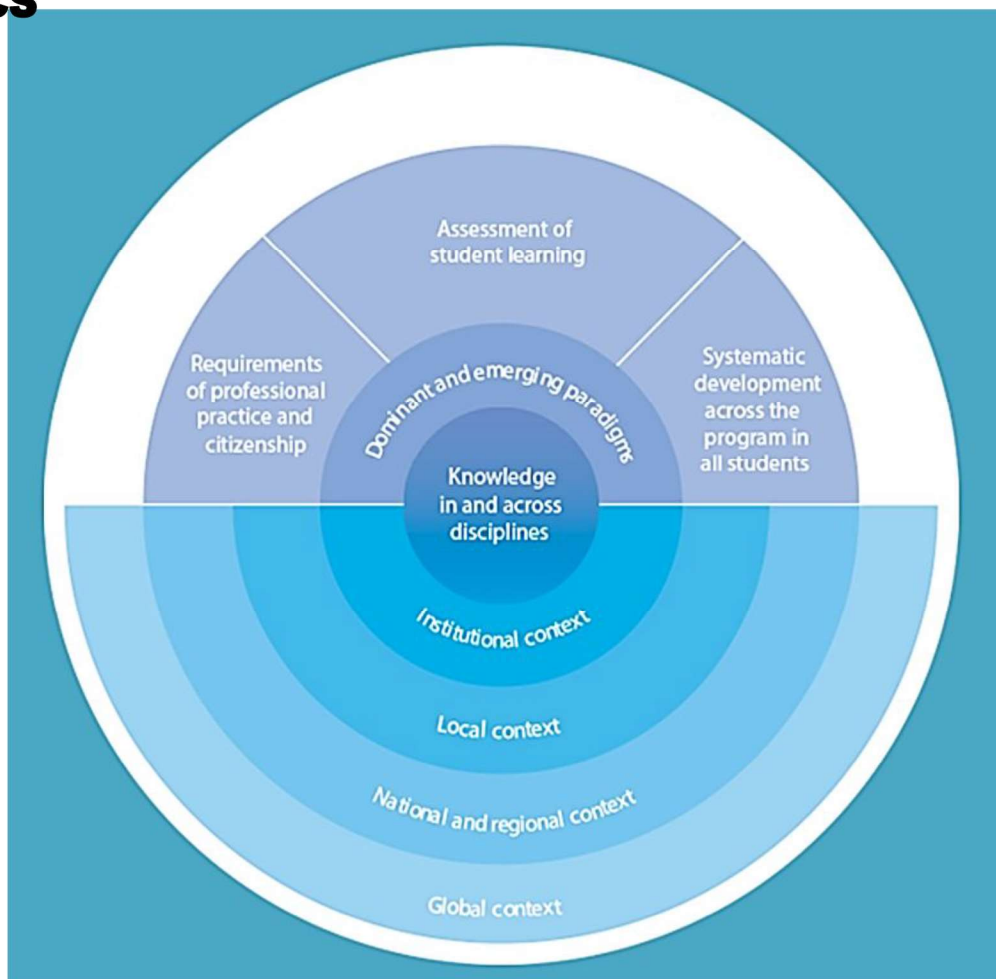 Assessment of
student learning
Requirements
of professional
practice and
citizenship
Systematic
development
across the
program in
all students
Dominant and emerging paradigms
Knowledge
in and across
disciplines
Institutional context
Local context
National and regional context
Global context